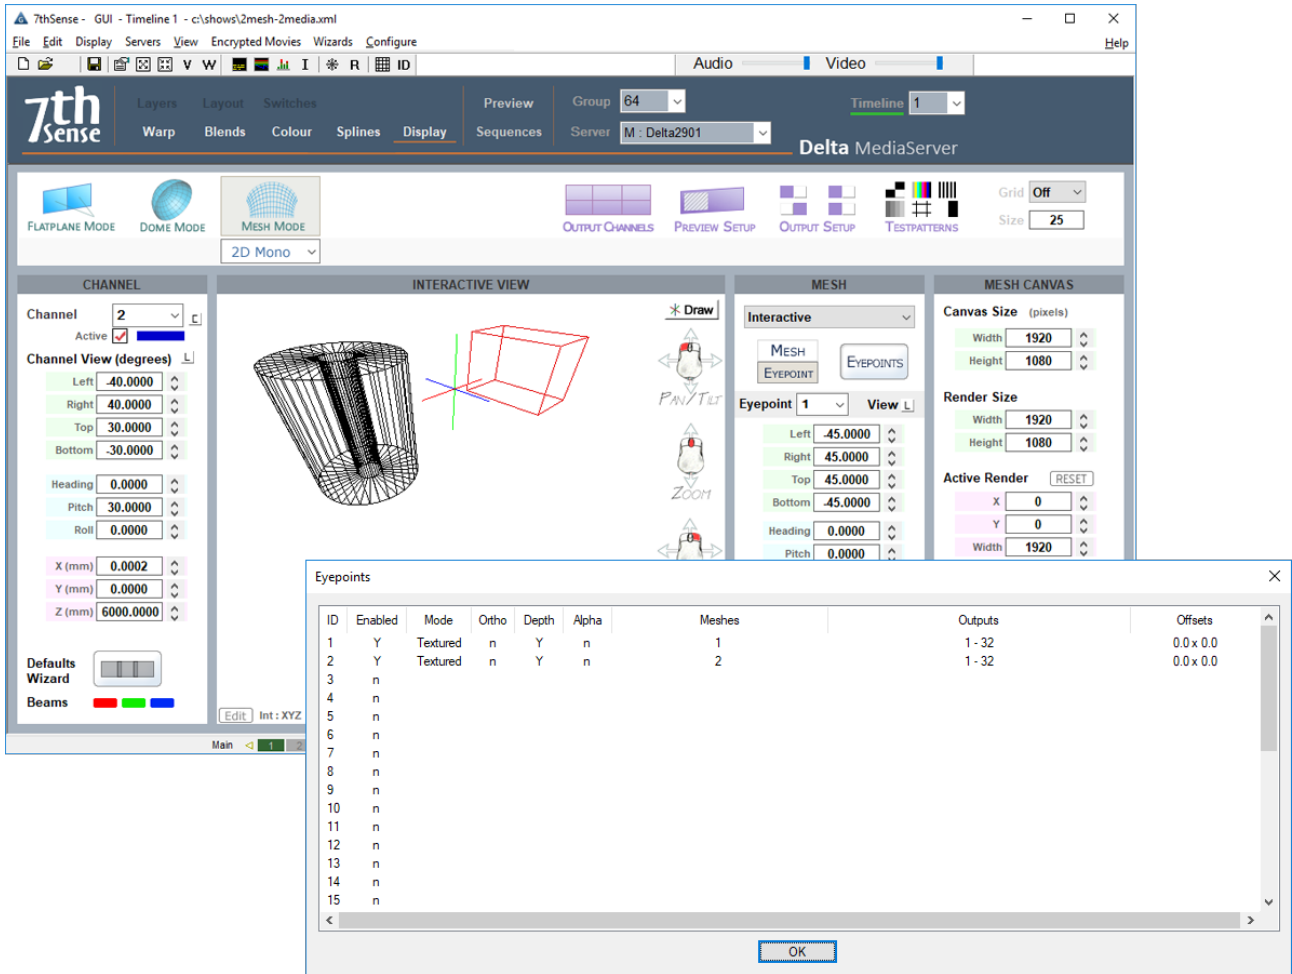 7thSense - GUI - Timeline 1 - c:\shows\2mesh-2media.xml
File Edit Display Servers View Encrypted Movies Wizards Configure Help
V W I R ID Audio Video
7th Sense
Layers Layout Switches Preview Group 64 Timeline 1
Warp Blends Colour Splines Display Sequences Server M : Delta2901
Delta MediaServer
FLATPLANE MODE DOME MODE MESH MODE OUTPUT CHANNELS PREVIEW SETUP OUTPUT SETUP TESTPATTERNS
Grid Off
Size 25
2D Mono
CHANNEL
Channel 2 C
Active
Channel View (degrees) L
Left -40.0000
Right 40.0000
Top 30.0000
Bottom -30.0000
Heading 0.0000
Pitch 30.0000
Roll 0.0000
X (mm) 0.0002
Y (mm) 0.0000
Z (mm) 6000.0000
Defaults
Wizard
Beams
INTERACTIVE VIEW
Draw
PAN/TILT
ZOOM
Edit Int : XYZ
Main 1 2
MESH
Interactive
MESH
EYEPOINT
EYEPOINTS
Eyepoint 1 View L
Left -45.0000
Right 45.0000
Top 45.0000
Bottom -45.0000
Heading 0.0000
Pitch 0.0000
MESH CANVAS
Canvas Size (pixels)
Width 1920
Height 1080
Render Size
Width 1920
Height 1080
Active Render RESET
X 0
Y 0
Width 1920
Eyepoints
ID Enabled Mode Ortho Depth Alpha Meshes Outputs Offsets
1 Y Textured n Y n 1 1 - 32 0.0 x 0.0
2 Y Textured n Y n 2 1 - 32 0.0 x 0.0
3 n
4 n
5 n
6 n
7 n
8 n
9 n
10 n
11 n
12 n
13 n
14 n
15 n
OK